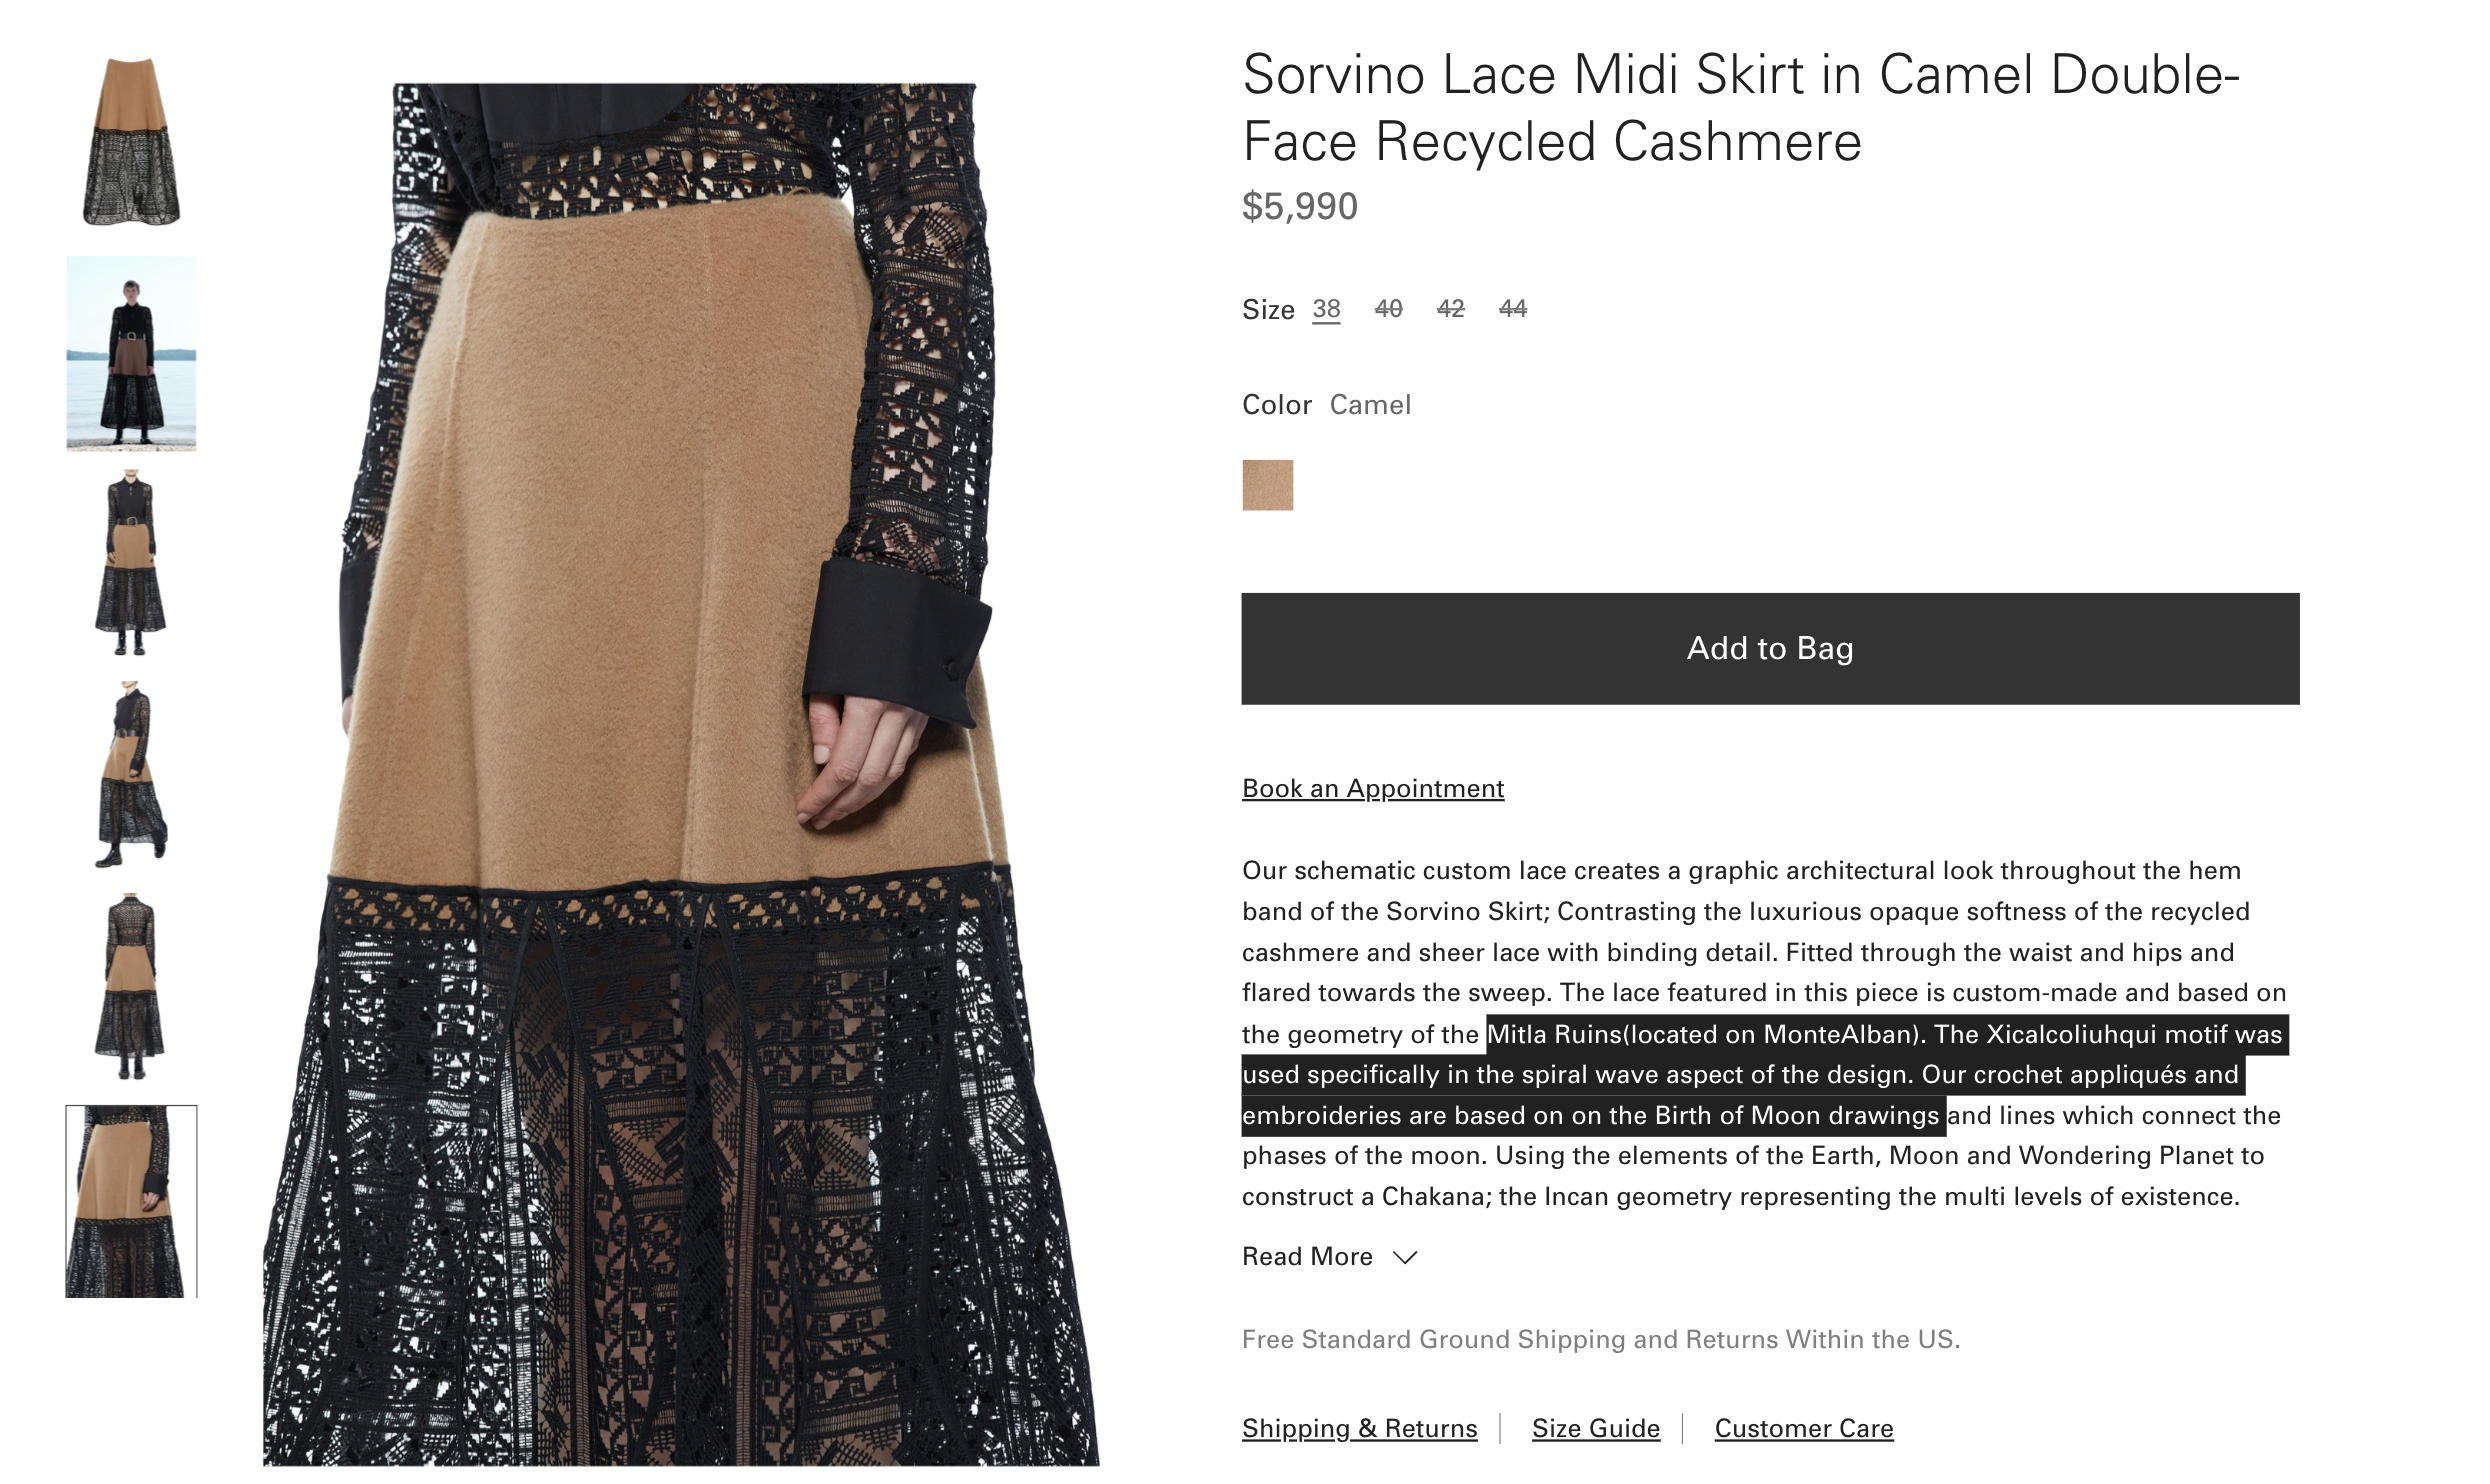 Sorvino Lace Midi Skirt in Camel Double-
Face Recycled Cashmere
$5,990
Size 38 40 42 44
Color Camel
Add to Bag
Book an Appointment
Our schematic custom lace creates a graphic architectural look throughout the hem
band of the Sorvino Skirt; Contrasting the luxurious opaque softness of the recycled
cashmere and sheer lace with binding detail. Fitted through the waist and hips and
flared towards the sweep. The lace featured in this piece is custom-made and based on
the geometry of the Mitla Ruins(located on MonteAlban). The Xicalcoliuhqui motif was
used specifically in the spiral wave aspect of the design. Our crochet appliqués and
embroideries are based on on the Birth of Moon drawings and lines which connect the
phases of the moon. Using the elements of the Earth, Moon and Wondering Planet to
construct a Chakana; the Incan geometry representing the multi levels of existence.
Read More
Free Standard Ground Shipping and Returns Within the US.
Shipping & Returns | Size Guide | Customer Care